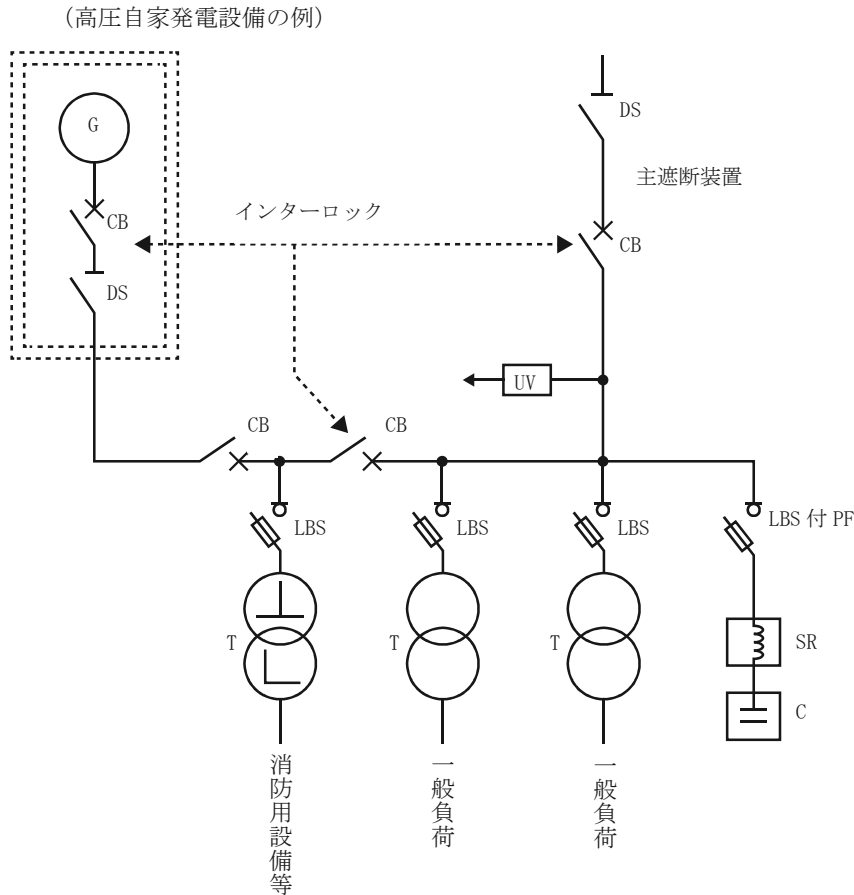 （高圧自家発電設備の例）
G
CB
DS
インターロック
DS
主遮断装置
CB
UV
CB
CB
LBS
LBS
LBS
LBS 付 PF
T
T
T
SR
C
消防用設備等
一般負荷
一般負荷